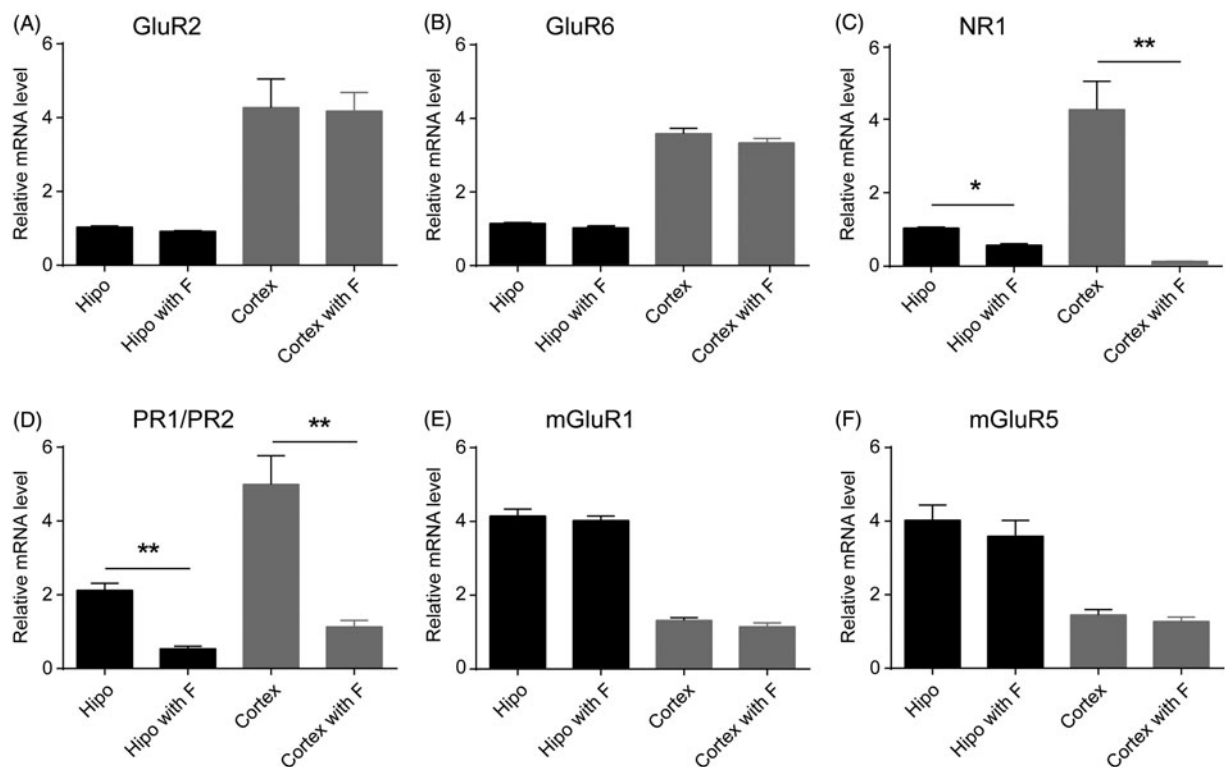 (A) GluR2
Relative mRNA level
6
4
2
0
Hipo
Hipo with F
Cortex
Cortex with F
(B) GluR6
Relative mRNA level
6
4
2
0
Hipo
Hipo with F
Cortex
Cortex with F
(C) NR1
Relative mRNA level
6
4
2
0
*
**
Hipo
Hipo with F
Cortex
Cortex with F
(D) PR1/PR2
Relative mRNA level
6
4
2
0
**
**
Hipo
Hipo with F
Cortex
Cortex with F
(E) mGluR1
Relative mRNA level
6
4
2
0
Hipo
Hipo with F
Cortex
Cortex with F
(F) mGluR5
Relative mRNA level
6
4
2
0
Hipo
Hipo with F
Cortex
Cortex with F